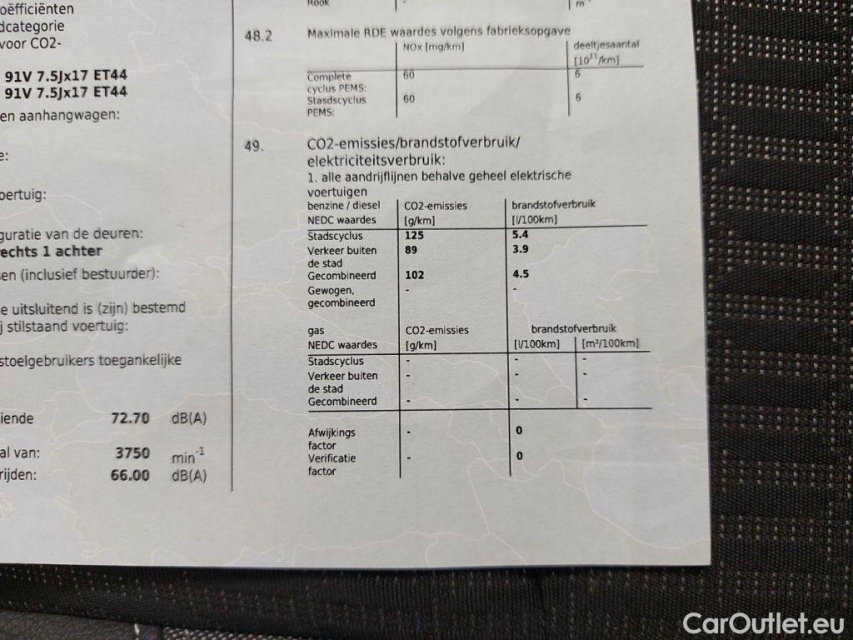 oëfficiënten
dcategorie
voor CO2-
91V 7.5Jx17 ET44
91V 7.5Jx17 ET44
en aanhangwagen:
e:
oertuig:
guratie van de deuren:
rechts 1 achter
sen (inclusief bestuurder):
e uitsluitend is (zijn) bestemd
j stilstaand voertuig:
stoelgebruikers toegankelijke
iende 72.70 dB(A)
al van: 3750 min-1
rijden: 66.00 dB(A)
Rook - m
48.2 Maximale RDE waardes volgens fabrieksopgave
NOx [mg/km] deeltjesaantal
[10¹¹/km]
Complete 60 6
cyclus PEMS:
Stasdscyclus 60 6
PEMS:
49. CO2-emissies/brandstofverbruik/
elektriciteitsverbruik:
1. alle aandrijflijnen behalve geheel elektrische
voertuigen
benzine / diesel CO2-emissies brandstofverbruik
NEDC waardes [g/km] [l/100km]
Stadscyclus 125 5.4
Verkeer buiten 89 3.9
de stad
Gecombineerd 102 4.5
Gewogen, - -
gecombineerd
gas CO2-emissies brandstofverbruik
NEDC waardes [g/km] [l/100km] [m³/100km]
Stadscyclus - - -
Verkeer buiten - - -
de stad
Gecombineerd - - -
Afwijkings - 0
factor
Verificatie - 0
factor
CarOutlet.eu